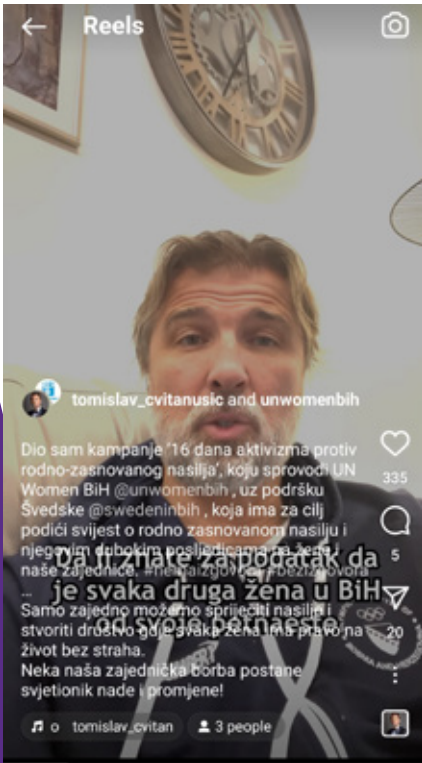 Reels
tomislav_cvitanusic and unwomenbih
Dio sam kampanje '16 dana aktivizma protiv
rodno-zasnovanog nasilja', koju sprovodi UN
Women BiH @unwomenbih , uz podršku
Švedske @swedeninbih , koja ima za cilj
podići svijest o rodno zasnovanom nasilju i
njegovim dubokim posljedicama na žene i
naše zajednice. #nemaizgovora #bezizgovora
...
Samo zajedno možemo spriječiti nasilje i
stvoriti društvo gdje svaka žena ima pravo na
život bez straha.
Neka naša zajednička borba postane
svjetionik nade i promjene!
Da li znate za podatak da
je svaka druga žena u BiH
od svoje petnaeste
335
5
20
o tomislav_cvitan
3 people